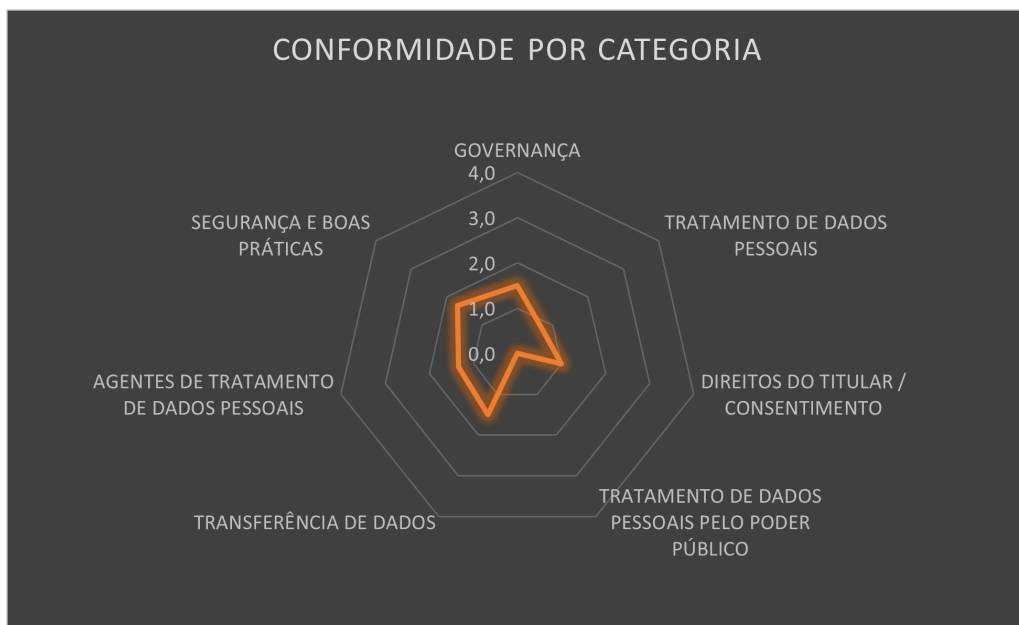 CONFORMIDADE POR CATEGORIA
GOVERNANÇA
4,0
3,0
2,0
1,0
0,0
TRATAMENTO DE DADOS
PESSOAIS
DIREITOS DO TITULAR /
CONSENTIMENTO
TRATAMENTO DE DADOS
PESSOAIS PELO PODER
PÚBLICO
TRANSFERÊNCIA DE DADOS
AGENTES DE TRATAMENTO
DE DADOS PESSOAIS
SEGURANÇA E BOAS
PRÁTICAS